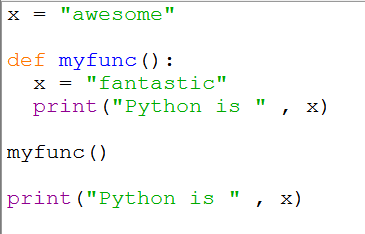 x = "awesome"
def myfunc():
  x = "fantastic"
  print("Python is " , x)
myfunc()
print("Python is " , x)